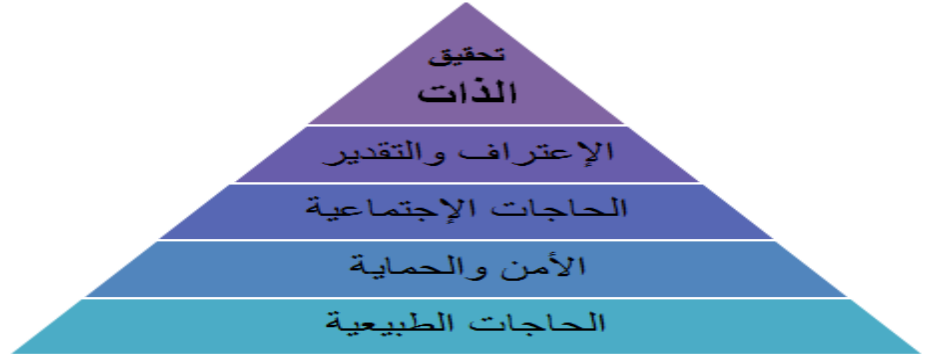 تحقيق
الذات
الإعتراف والتقدير
الحاجات الإجتماعية
الأمن والحماية
الحاجات الطبيعية